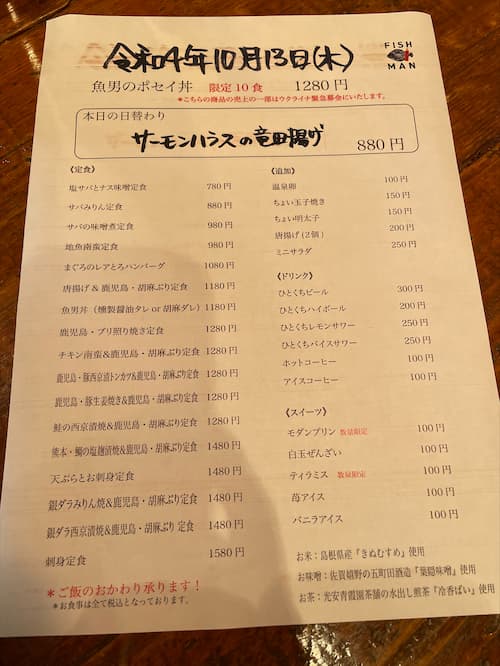 令和4年10月13日(木)
FISH
MAN
魚男のポセイ丼 限定10食 1280円
*こちらの商品の売上の一部はウクライナ緊急募金にいたします。
本日の日替わり
サーモンハラスの竜田揚げ 880円
《定食》
塩サバとナス味噌定食 780円
サバみりん定食 880円
サバの味噌煮定食 980円
地魚南蛮定食 980円
まぐろのレアとろハンバーグ 1080円
唐揚げ&鹿児島・胡麻ぶり定食 1180円
魚男丼(燻製醤油タレor胡麻ダレ) 1180円
鹿児島・ブリ照り焼き定食 1280円
チキン南蛮&鹿児島・胡麻ぶり定食 1280円
鹿児島・豚西京漬トンカツ&鹿児島・胡麻ぶり定食 1280円
鹿児島・豚生姜焼き&鹿児島・胡麻ぶり定食 1280円
鮭の西京漬焼&鹿児島・胡麻ぶり定食 1280円
熊本・鯛の塩麹漬焼&鹿児島・胡麻ぶり定食 1480円
天ぷらとお刺身定食 1480円
銀ダラみりん焼&鹿児島・胡麻ぶり定食 1480円
銀ダラ西京漬焼&鹿児島・胡麻ぶり定食 1480円
刺身定食 1580円
*ご飯のおかわり承ります!
*お食事は全て税込となっております。
《追加》
温泉卵 100円
ちょい玉子焼き 150円
ちょい明太子 150円
唐揚げ(2個) 200円
ミニサラダ 250円
《ドリンク》
ひとくちビール 300円
ひとくちハイボール 200円
ひとくちレモンサワー 250円
ひとくちバイスサワー 250円
ホットコーヒー 100円
アイスコーヒー 100円
《スイーツ》
モダンプリン 数量限定 100円
白玉ぜんざい 100円
ティラミス 数量限定 100円
苺アイス 100円
バニラアイス 100円
お米:島根県産『きぬむすめ』使用
お味噌:佐賀嬉野の五町田酒造『葉隠味噌』使用
お茶:光安青霞園茶舗の水出し煎茶『冷香ばい』使用